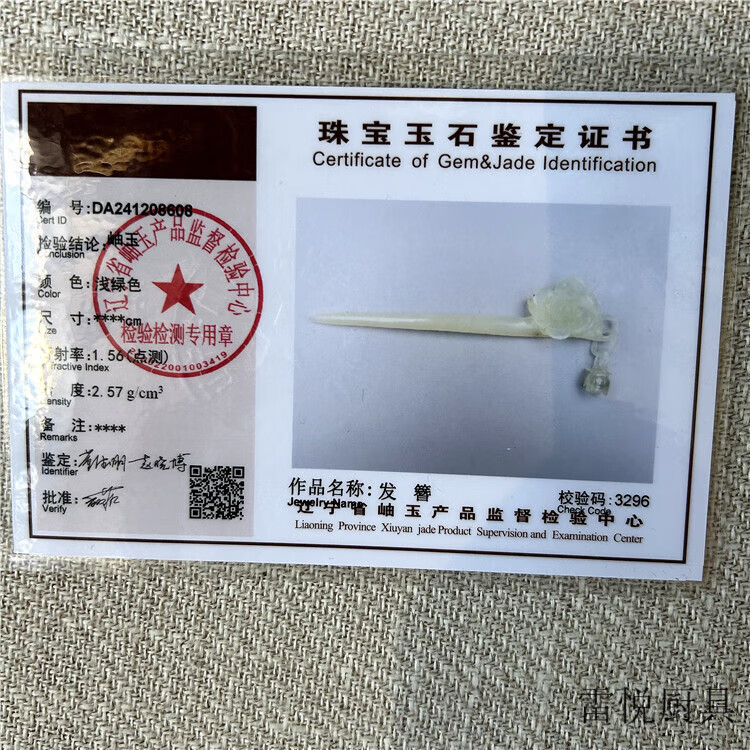 珠宝玉石鉴定证书
Certificate of Gem&Jade Identification
编 号:DA241208608
Cert ID
检验结论:岫玉
Conclusion
颜 色:浅绿色
Color
尺 寸:****cm
Size
折射率:1.56(点测)
Refractive Index
密 度:2.57 g/cm³
Density
备 注:****
Remarks
鉴定:
Identifier
批准:
Verify
辽宁省岫玉产品监督检验中心
检验检测专用章
22001003419
作品名称:发 簪
Jewelry Name
校验码:3296
Check Code
辽宁省岫玉产品监督检验中心
Liaoning Province Xiuyan jade Product Supervision and Examination Center
雷悦厨具